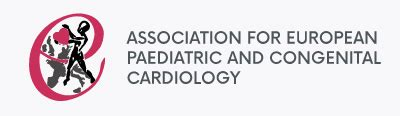 ASSOCIATION FOR EUROPEAN
PAEDIATRIC AND CONGENITAL
CARDIOLOGY